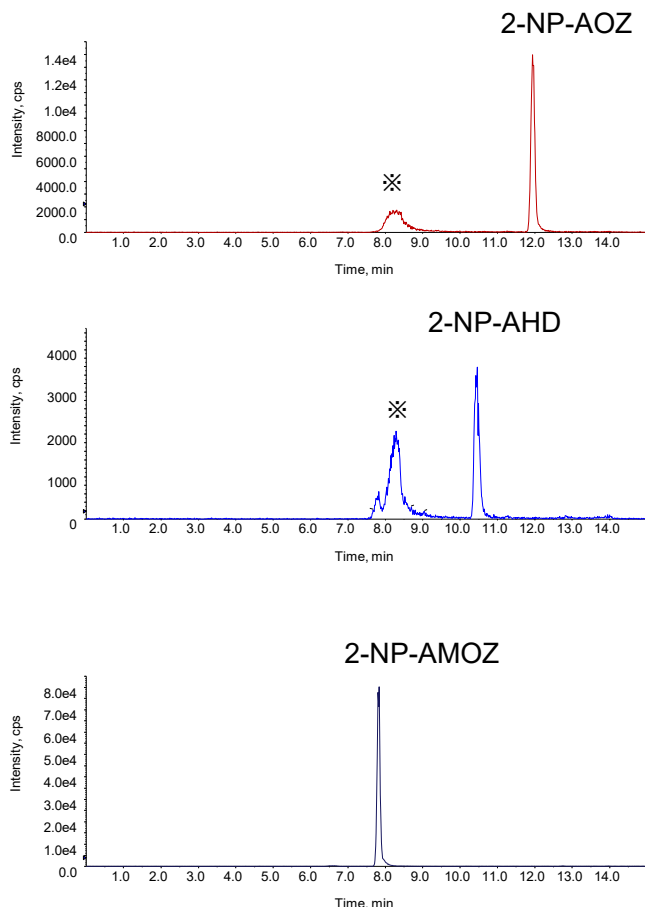 2-NP-AOZ
Intensity, cps
1.4e4
1.2e4
1.0e4
8000.0
6000.0
4000.0
2000.0
0.0
※
1.0 2.0 3.0 4.0 5.0 6.0 7.0 8.0 9.0 10.0 11.0 12.0 13.0 14.0
Time, min
2-NP-AHD
Intensity, cps
4000
3000
2000
1000
0
※
1.0 2.0 3.0 4.0 5.0 6.0 7.0 8.0 9.0 10.0 11.0 12.0 13.0 14.0
Time, min
2-NP-AMOZ
Intensity, cps
8.0e4
7.0e4
6.0e4
5.0e4
4.0e4
3.0e4
2.0e4
1.0e4
0.0
1.0 2.0 3.0 4.0 5.0 6.0 7.0 8.0 9.0 10.0 11.0 12.0 13.0 14.0
Time, min